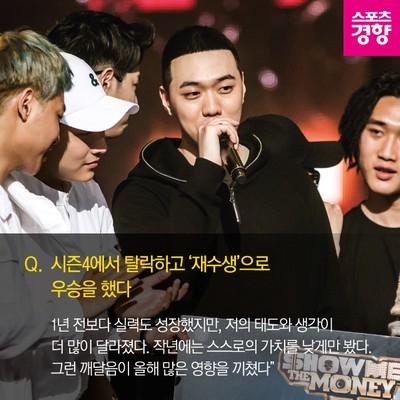 스포츠
경향
&
Q. 시즌4에서 탈락하고 '재수생'으로
우승을 했다
1년 전보다 실력도 성장했지만, 저의 태도와 생각이
더 많이 달라졌다. 작년에는 스스로의 가치를 낮게만 봤다.
그런 깨달음이 올해 많은 영향을 끼쳤다"
SHOW ME
THE MONEY